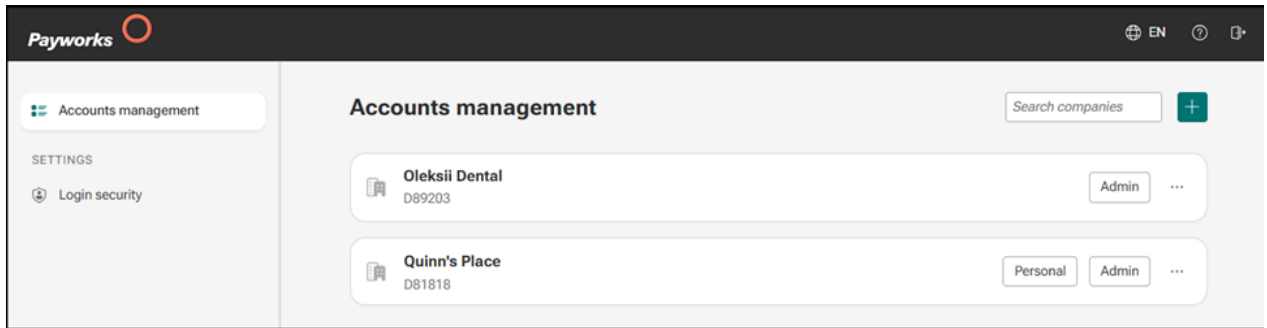 Payworks
EN
Accounts management
SETTINGS
Login security
Accounts management
Search companies
Oleksii Dental
D89203
Admin
Quinn's Place
D81818
Personal
Admin